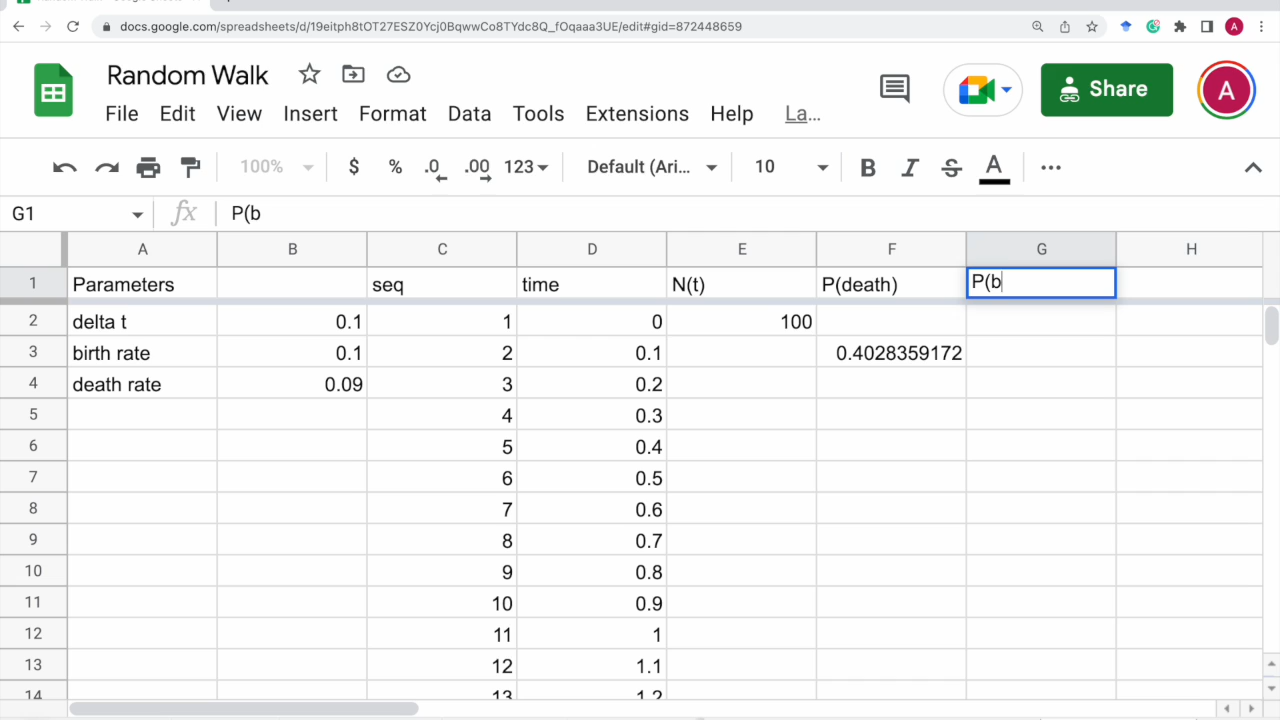 docs.google.com/spreadsheets/d/19eitph8tOT27ESZ0Ycj0BqwwCo8TYdc8Q_fOqaaa3UE/edit#gid=872448659
A
Random Walk
File Edit View Insert Format Data Tools Extensions Help La...
Share
A
100% $ % .0 .00 123 Default (Ari... 10 B I S A
G1 fx P(b
A B C D E F G H
1 Parameters seq time N(t) P(death) P(b
2 delta t 0.1 1 0 100
3 birth rate 0.1 2 0.1 0.4028359172
4 death rate 0.09 3 0.2
5 4 0.3
6 5 0.4
7 6 0.5
8 7 0.6
9 8 0.7
10 9 0.8
11 10 0.9
12 11 1
13 12 1.1
14 13 1.2